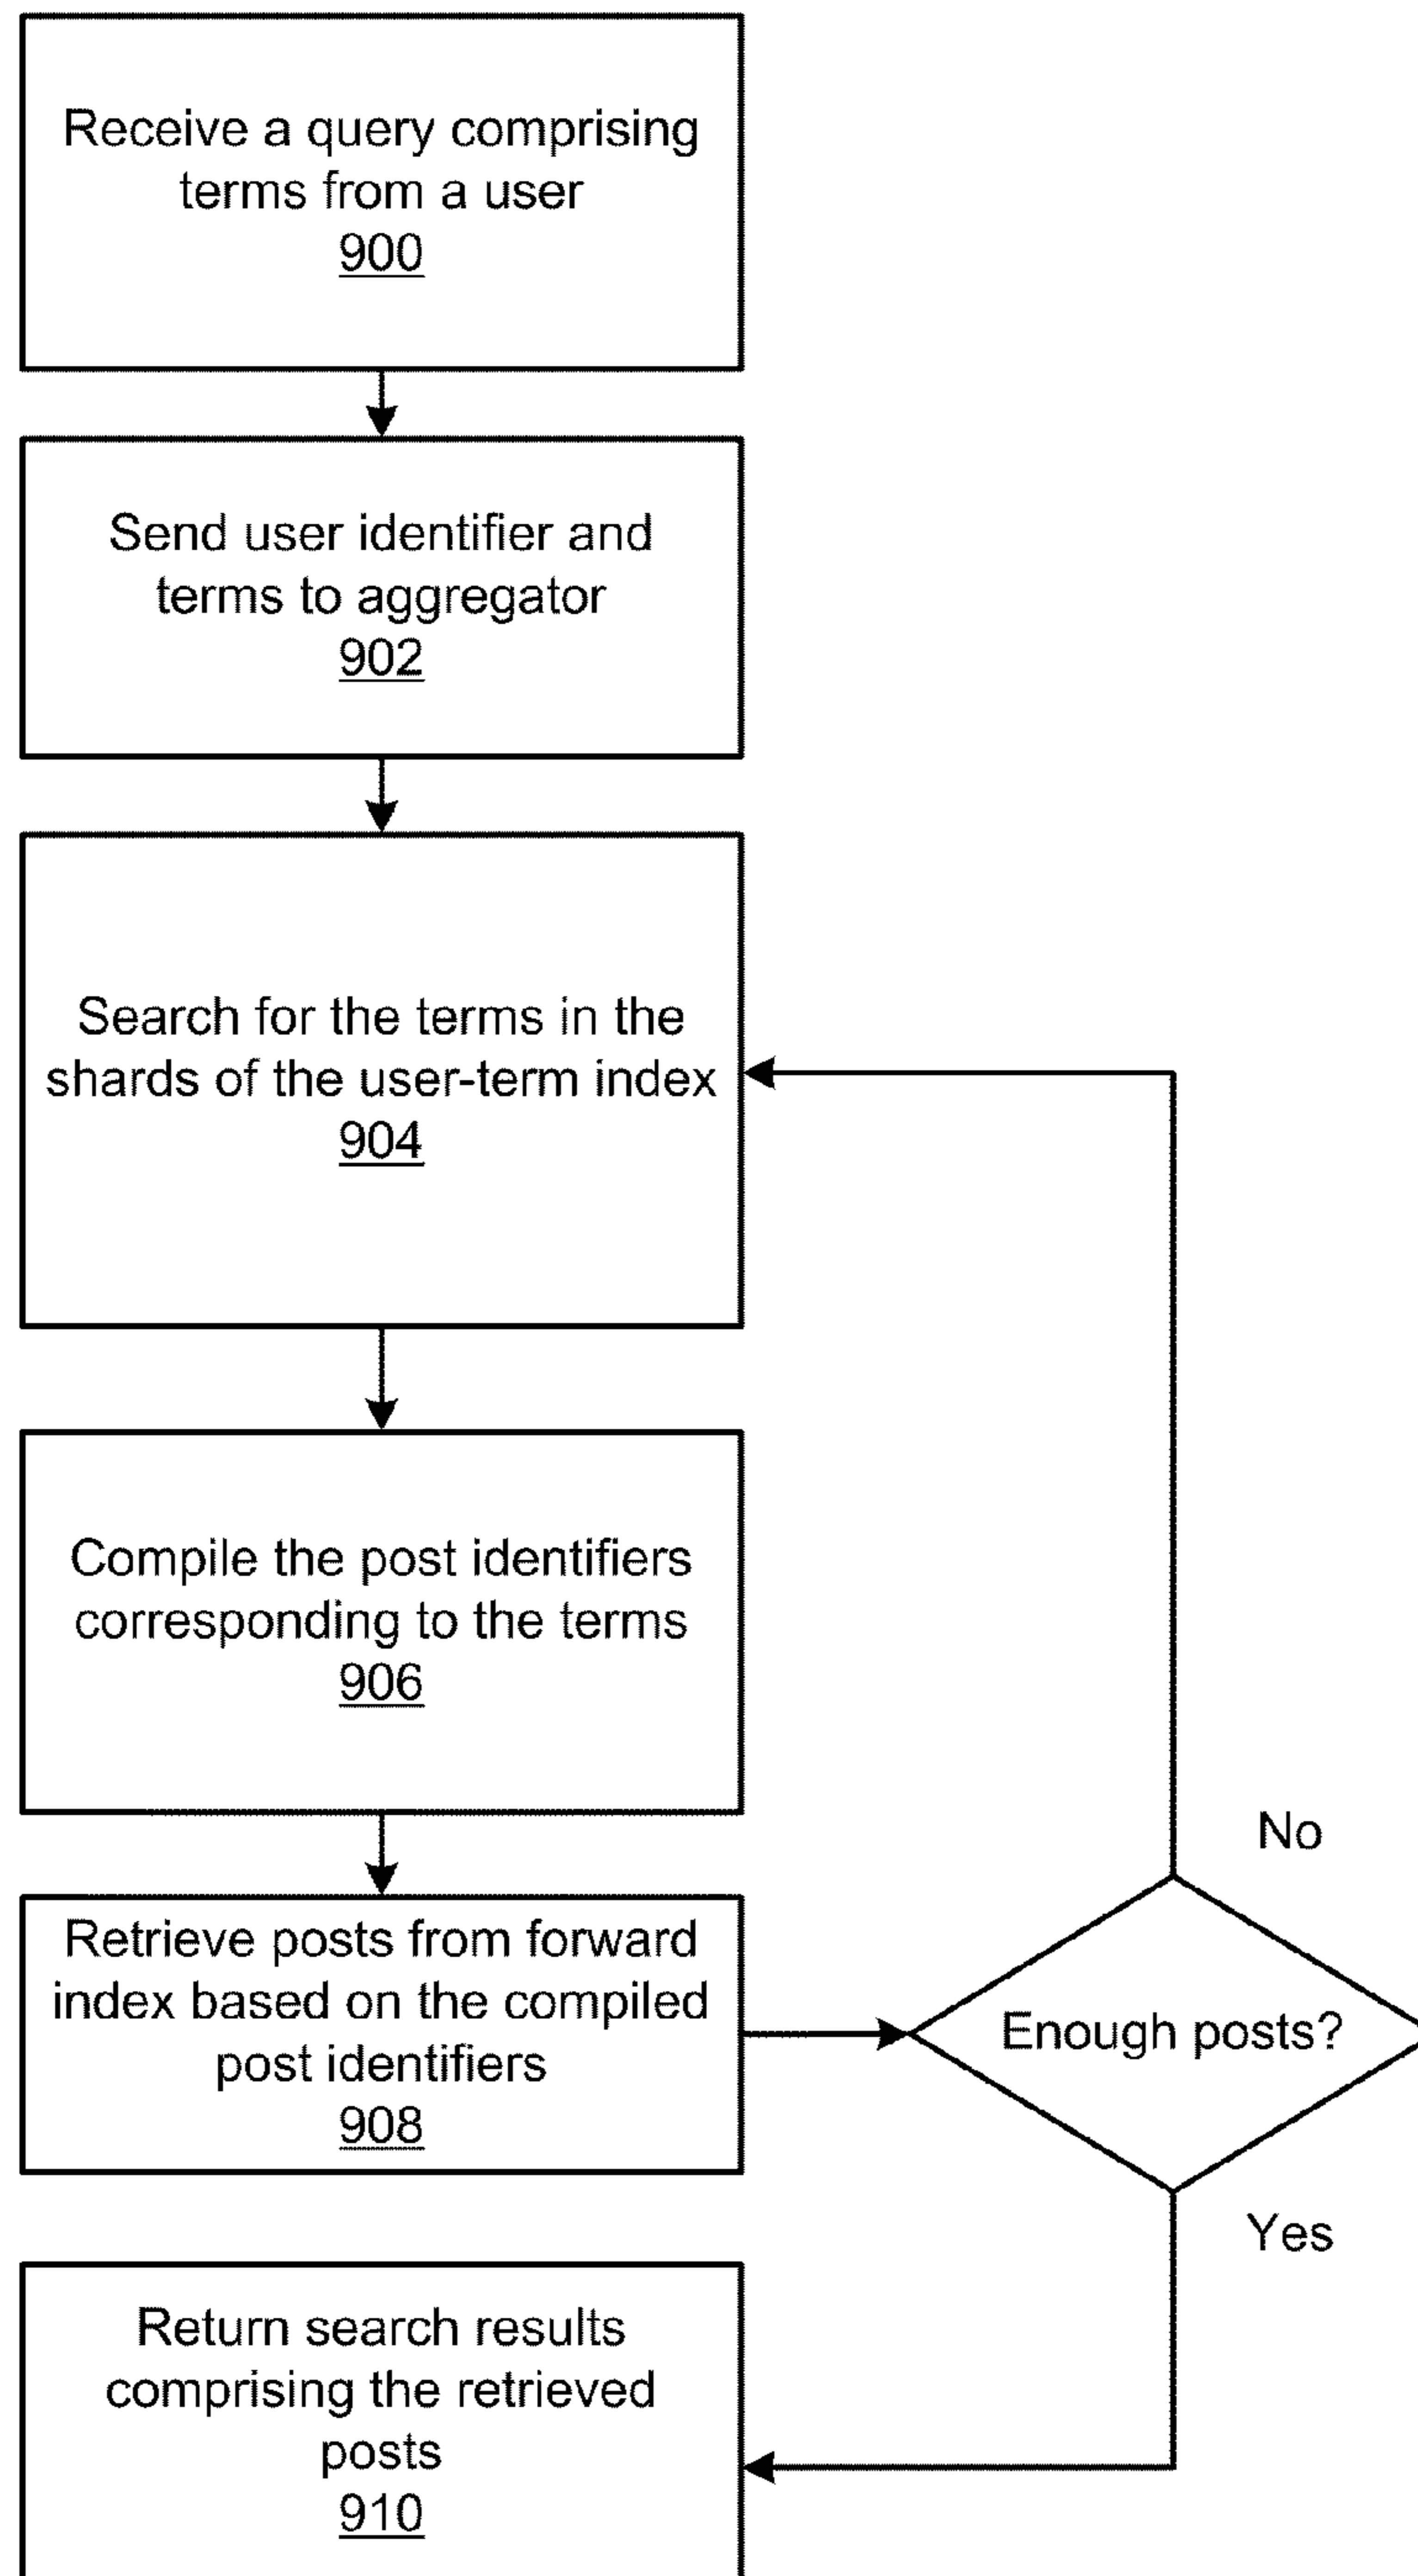 Receive a query comprising
terms from a user
900
Send user identifier and
terms to aggregator
902
Search for the terms in the
shards of the user-term index
904
Compile the post identifiers
corresponding to the terms
906
Retrieve posts from forward
index based on the compiled
post identifiers
908
No
Enough posts?
Yes
Return search results
comprising the retrieved
posts
910